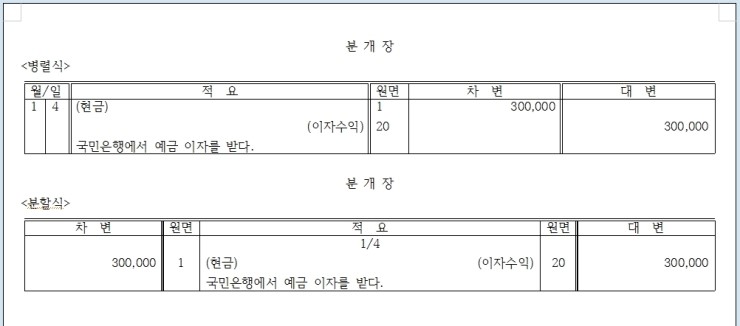 분 개 장
<병렬식>
월/일 적 요 원면 차 변 대 변
1 4 (현금) 1 300,000
(이자수익) 20 300,000
국민은행에서 예금 이자를 받다.
분 개 장
<분할식>
차 변 원면 적 요 원면 대 변
1/4
300,000 1 (현금) (이자수익) 20 300,000
국민은행에서 예금 이자를 받다.